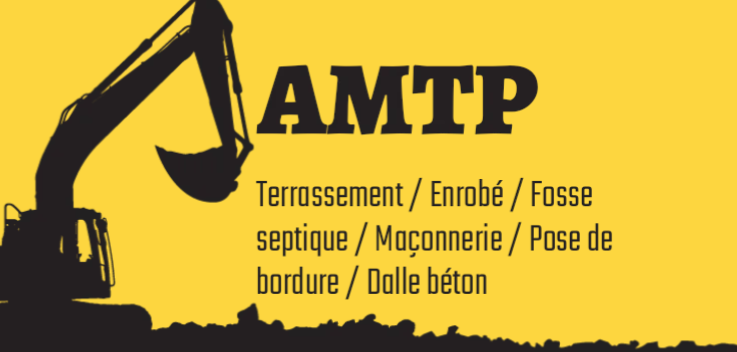 AMTP
Terrassement / Enrobé / Fosse
septique / Maçonnerie / Pose de
bordure / Dalle béton